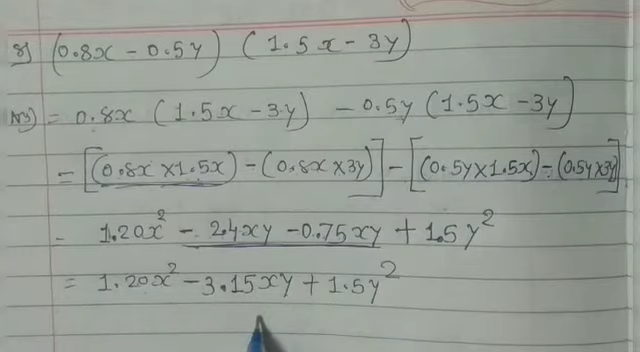 8) (0.8x - 0.5y) (1.5x - 3y)
Ans) = 0.8x (1.5x - 3y) - 0.5y (1.5x - 3y)
= [(0.8x × 1.5x) - (0.8x × 3y)] - [(0.5y × 1.5x) - (0.5y × 3y)]
= 1.20x² - 2.4xy - 0.75xy + 1.5y²
= 1.20x² - 3.15xy + 1.5y²